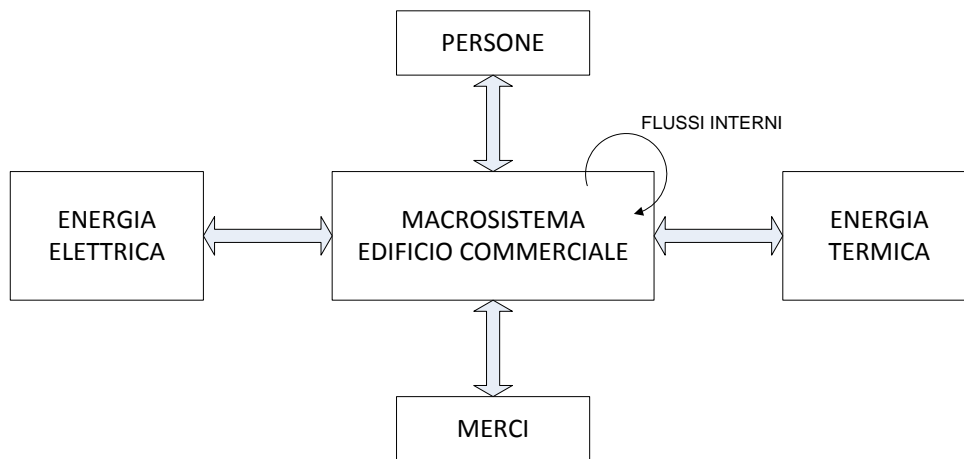 PERSONE
FLUSSI INTERNI
ENERGIA
ELETTRICA
MACROSISTEMA
EDIFICIO COMMERCIALE
ENERGIA
TERMICA
MERCI